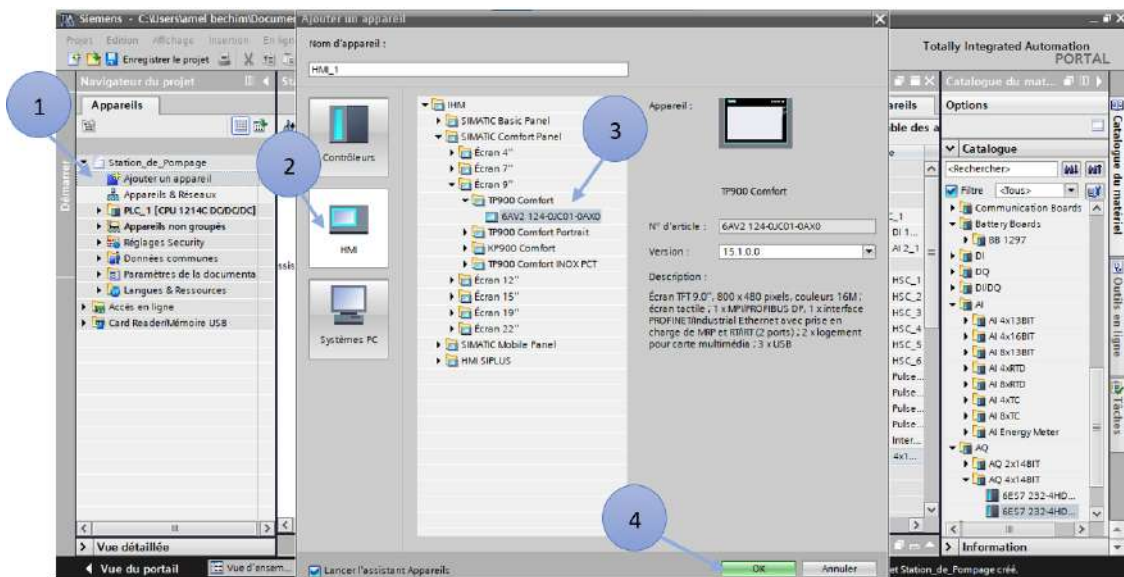 Siemens - C:\Users\amel bechim\Documen
Projet Edition Affichage Insertion En lign
Enregistrer le projet
Totally Integrated Automation
PORTAL
Navigateur du projet
Appareils
Station_de_Pompage
Ajouter un appareil
Appareils & Réseaux
PLC_1 [CPU 1214C DC/DC/DC]
Appareils non groupés
Réglages Security
Données communes
Paramètres de la documenta
Langues & Ressources
Accès en ligne
Card Reader/Mémoire USB
Vue détaillée
Vue du portail
Vue d'ensem...
Démarrer
1
2
3
4
Ajouter un appareil
Nom d'appareil :
HMI_1
Contrôleurs
HMI
Systèmes PC
IHM
SIMATIC Basic Panel
SIMATIC Comfort Panel
Écran 4"
Écran 7"
Écran 9"
TP900 Comfort
6AV2 124-0JC01-0AX0
TP900 Comfort Portrait
KP900 Comfort
TP900 Comfort INOX PCT
Écran 12"
Écran 15"
Écran 19"
Écran 22"
SIMATIC Mobile Panel
HMI SIPLUS
Appareil :
TP900 Comfort
N° d'article : 6AV2 124-0JC01-0AX0
Version : 15.1.0.0
Description :
Écran TFT 9.0", 800 x 480 pixels, couleurs 16M ;
écran tactile ; 1 x MPI/PROFIBUS DP, 1 x interface
PROFINET/Industrial Ethernet avec prise en
charge de MRP et RT/IRT (2 ports) ; 2 x logement
pour carte multimédia ; 3 x USB
Lancer l'assistant Appareils
OK
Annuler
areils
ble des a
C_1
DI 1...
AI 2_1
HSC_1
HSC_2
HSC_3
HSC_4
HSC_5
HSC_6
Pulse...
Pulse...
Pulse...
Pulse...
Inter...
4x1...
et Station_de_Pompage créé.
Catalogue du mat...
Options
Catalogue
<Rechercher>
Filtre <Tous>
Communication Boards
Battery Boards
BB 1297
DI
DQ
DI/DQ
AI
AI 4x13BIT
AI 4x16BIT
AI 8x13BIT
AI 4xRTD
AI 8xRTD
AI 4xTC
AI 8xTC
AI Energy Meter
AQ
AQ 2x14BIT
AQ 4x14BIT
6ES7 232-4HD...
6ES7 232-4HD...
Information
Catalogue du matériel
Outils en ligne
Tâches